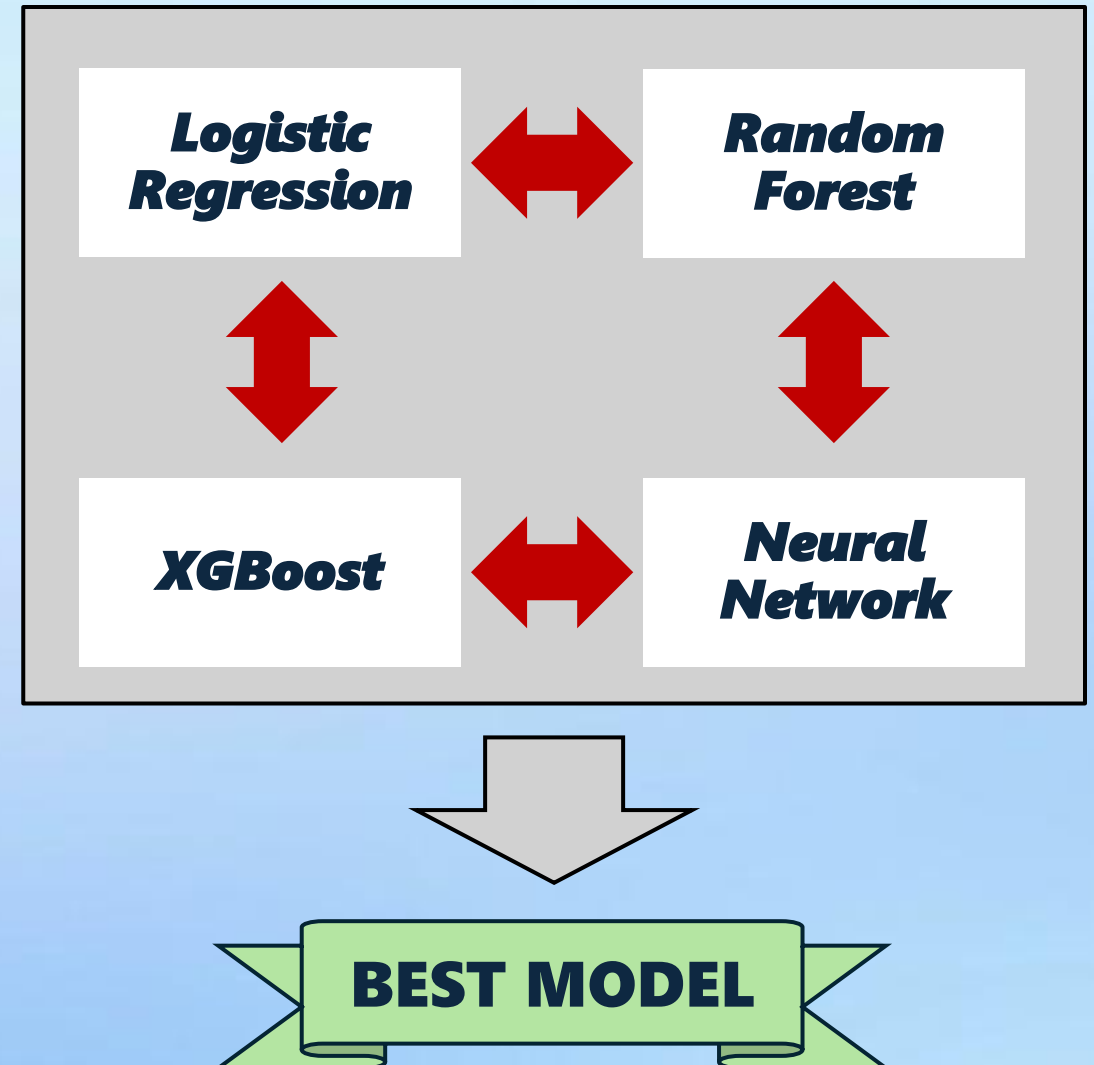 Logistic
Regression
Random
Forest
XGBoost
Neural
Network
BEST MODEL